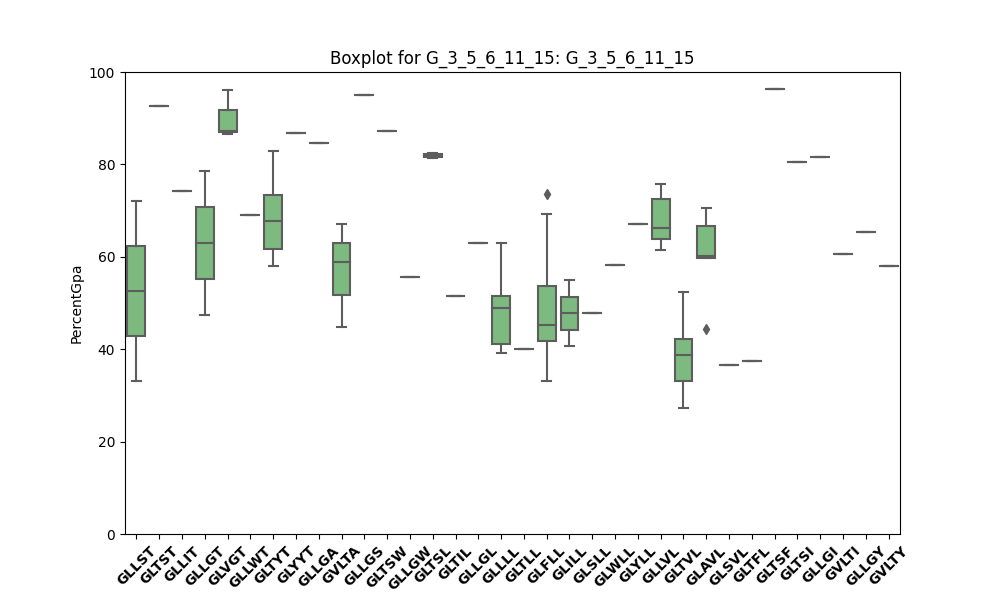 Boxplot for G_3_5_6_11_15: G_3_5_6_11_15
100
80
60
40
20
0
PercentGpa
GLLST
GLTST
GLLIT
GLLGT
GLVGT
GLLWT
GLTYT
GLYYT
GLLGA
GVLTA
GLLGS
GLTSW
GLLGW
GLTSL
GLTIL
GLLGL
GLLLL
GLTLL
GLFLL
GLILL
GLSLL
GLWLL
GLYLL
GLLVL
GLTVL
GLAVL
GLSVL
GLTFL
GLTSF
GLTSI
GLLGI
GVLTI
GLLGY
GVLTY